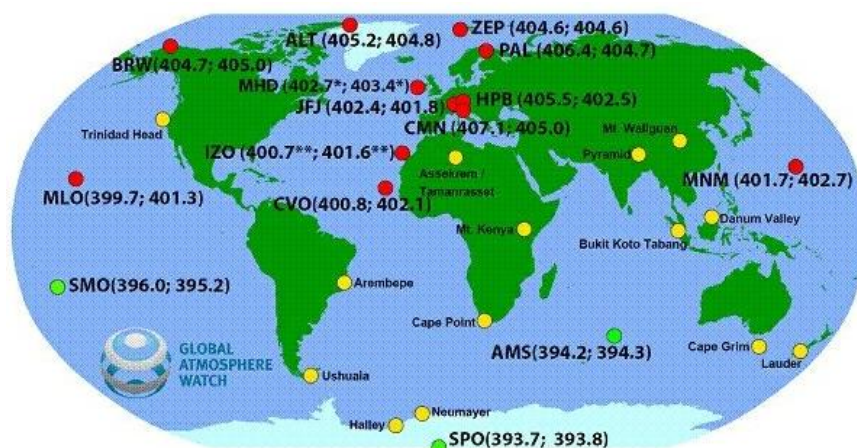 ZEP (404.6; 404.6)
ALT (405.2; 404.8)
PAL (406.4; 404.7)
BRW(404.7; 405.0)
MHD (402.7*; 403.4*)
JFJ (402.4; 401.8)
HPB (405.5; 402.5)
CMN (407.1; 405.0)
Trinidad Head
Mt. Waliguan
IZO (400.7**; 401.6**)
Pyramid
Assekrem /
Tamanrasset
MLO(399.7; 401.3)
CVO(400.8; 402.1)
MNM (401.7; 402.7)
Danum Valley
Mt. Kenya
Bukit Koto Tabang
SMO(396.0; 395.2)
Arembepe
Cape Point
GLOBAL
ATMOSPHERE
WATCH
AMS(394.2; 394.3)
Cape Grim
Lauder
Ushuaia
Neumayer
Halley
SPO(393.7; 393.8)